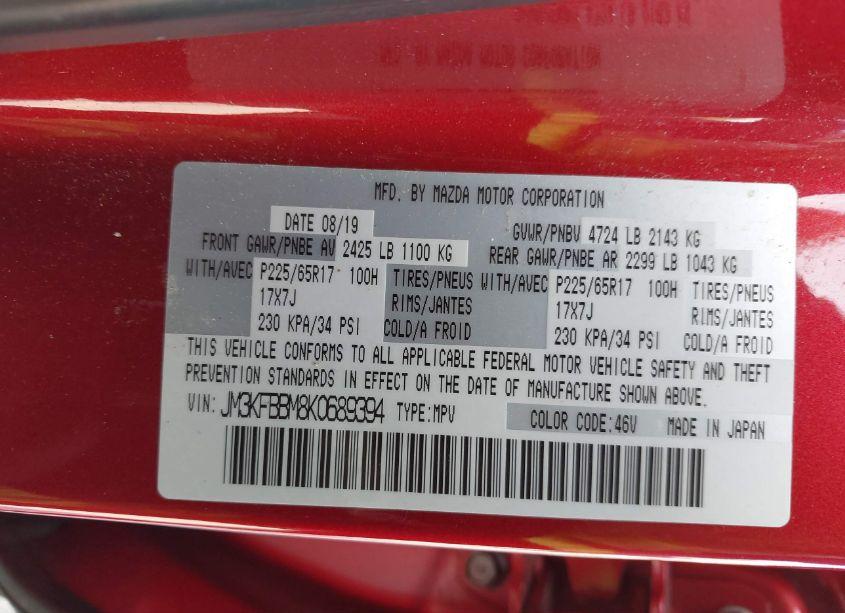 MFD. BY MAZDA MOTOR CORPORATION
DATE 08/19 GVWR/PNBV 4724 LB 2143 KG
FRONT GAWR/PNBE AV 2425 LB 1100 KG REAR GAWR/PNBE AR 2299 LB 1043 KG
WITH/AVEC P225/65R17 100H TIRES/PNEUS WITH/AVEC P225/65R17 100H TIRES/PNEUS
17X7J RIMS/JANTES 17X7J RIMS/JANTES
230 KPA/34 PSI COLD/A FROID 230 KPA/34 PSI COLD/A FROID
THIS VEHICLE CONFORMS TO ALL APPLICABLE FEDERAL MOTOR VEHICLE SAFETY AND THEFT
PREVENTION STANDARDS IN EFFECT ON THE DATE OF MANUFACTURE SHOWN ABOVE.
VIN: JM3KFBBM8K0689394 TYPE:MPV COLOR CODE:46V MADE IN JAPAN